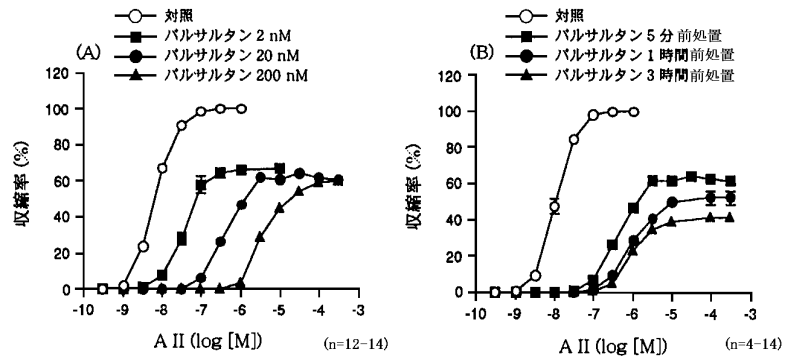 対照
(A) バルサルタン 2 nM
バルサルタン 20 nM
バルサルタン 200 nM
120
100
80
60
40
20
0
収縮率 (%)
-10 -9 -8 -7 -6 -5 -4 -3
A II (log [M])
(n=12-14)
対照
(B) バルサルタン 5 分前処置
バルサルタン 1 時間前処置
バルサルタン 3 時間前処置
120
100
80
60
40
20
0
収縮率 (%)
-10 -9 -8 -7 -6 -5 -4 -3
A II (log [M])
(n=4-14)